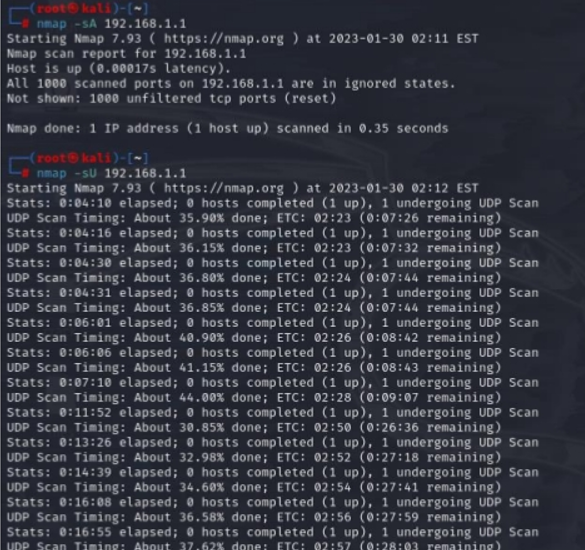 (root㉿kali)-[~]
# nmap -sA 192.168.1.1
Starting Nmap 7.93 ( https://nmap.org ) at 2023-01-30 02:11 EST
Nmap scan report for 192.168.1.1
Host is up (0.00017s latency).
All 1000 scanned ports on 192.168.1.1 are in ignored states.
Not shown: 1000 unfiltered tcp ports (reset)
Nmap done: 1 IP address (1 host up) scanned in 0.35 seconds
(root㉿kali)-[~]
# nmap -sU 192.168.1.1
Starting Nmap 7.93 ( https://nmap.org ) at 2023-01-30 02:12 EST
Stats: 0:04:10 elapsed; 0 hosts completed (1 up), 1 undergoing UDP Scan
UDP Scan Timing: About 35.90% done; ETC: 02:23 (0:07:26 remaining)
Stats: 0:04:16 elapsed; 0 hosts completed (1 up), 1 undergoing UDP Scan
UDP Scan Timing: About 36.15% done; ETC: 02:23 (0:07:32 remaining)
Stats: 0:04:30 elapsed; 0 hosts completed (1 up), 1 undergoing UDP Scan
UDP Scan Timing: About 36.80% done; ETC: 02:24 (0:07:44 remaining)
Stats: 0:04:31 elapsed; 0 hosts completed (1 up), 1 undergoing UDP Scan
UDP Scan Timing: About 36.85% done; ETC: 02:24 (0:07:44 remaining)
Stats: 0:06:01 elapsed; 0 hosts completed (1 up), 1 undergoing UDP Scan
UDP Scan Timing: About 40.90% done; ETC: 02:26 (0:08:42 remaining)
Stats: 0:06:06 elapsed; 0 hosts completed (1 up), 1 undergoing UDP Scan
UDP Scan Timing: About 41.15% done; ETC: 02:26 (0:08:43 remaining)
Stats: 0:07:10 elapsed; 0 hosts completed (1 up), 1 undergoing UDP Scan
UDP Scan Timing: About 44.00% done; ETC: 02:28 (0:09:07 remaining)
Stats: 0:11:52 elapsed; 0 hosts completed (1 up), 1 undergoing UDP Scan
UDP Scan Timing: About 30.85% done; ETC: 02:50 (0:26:36 remaining)
Stats: 0:13:26 elapsed; 0 hosts completed (1 up), 1 undergoing UDP Scan
UDP Scan Timing: About 32.98% done; ETC: 02:52 (0:27:18 remaining)
Stats: 0:14:39 elapsed; 0 hosts completed (1 up), 1 undergoing UDP Scan
UDP Scan Timing: About 34.60% done; ETC: 02:54 (0:27:41 remaining)
Stats: 0:16:08 elapsed; 0 hosts completed (1 up), 1 undergoing UDP Scan
UDP Scan Timing: About 36.58% done; ETC: 02:56 (0:27:59 remaining)
Stats: 0:16:55 elapsed; 0 hosts completed (1 up), 1 undergoing UDP Scan
UDP Scan Timing: About 37.62% done; ETC: 02:57 (0:28:03 remaining)